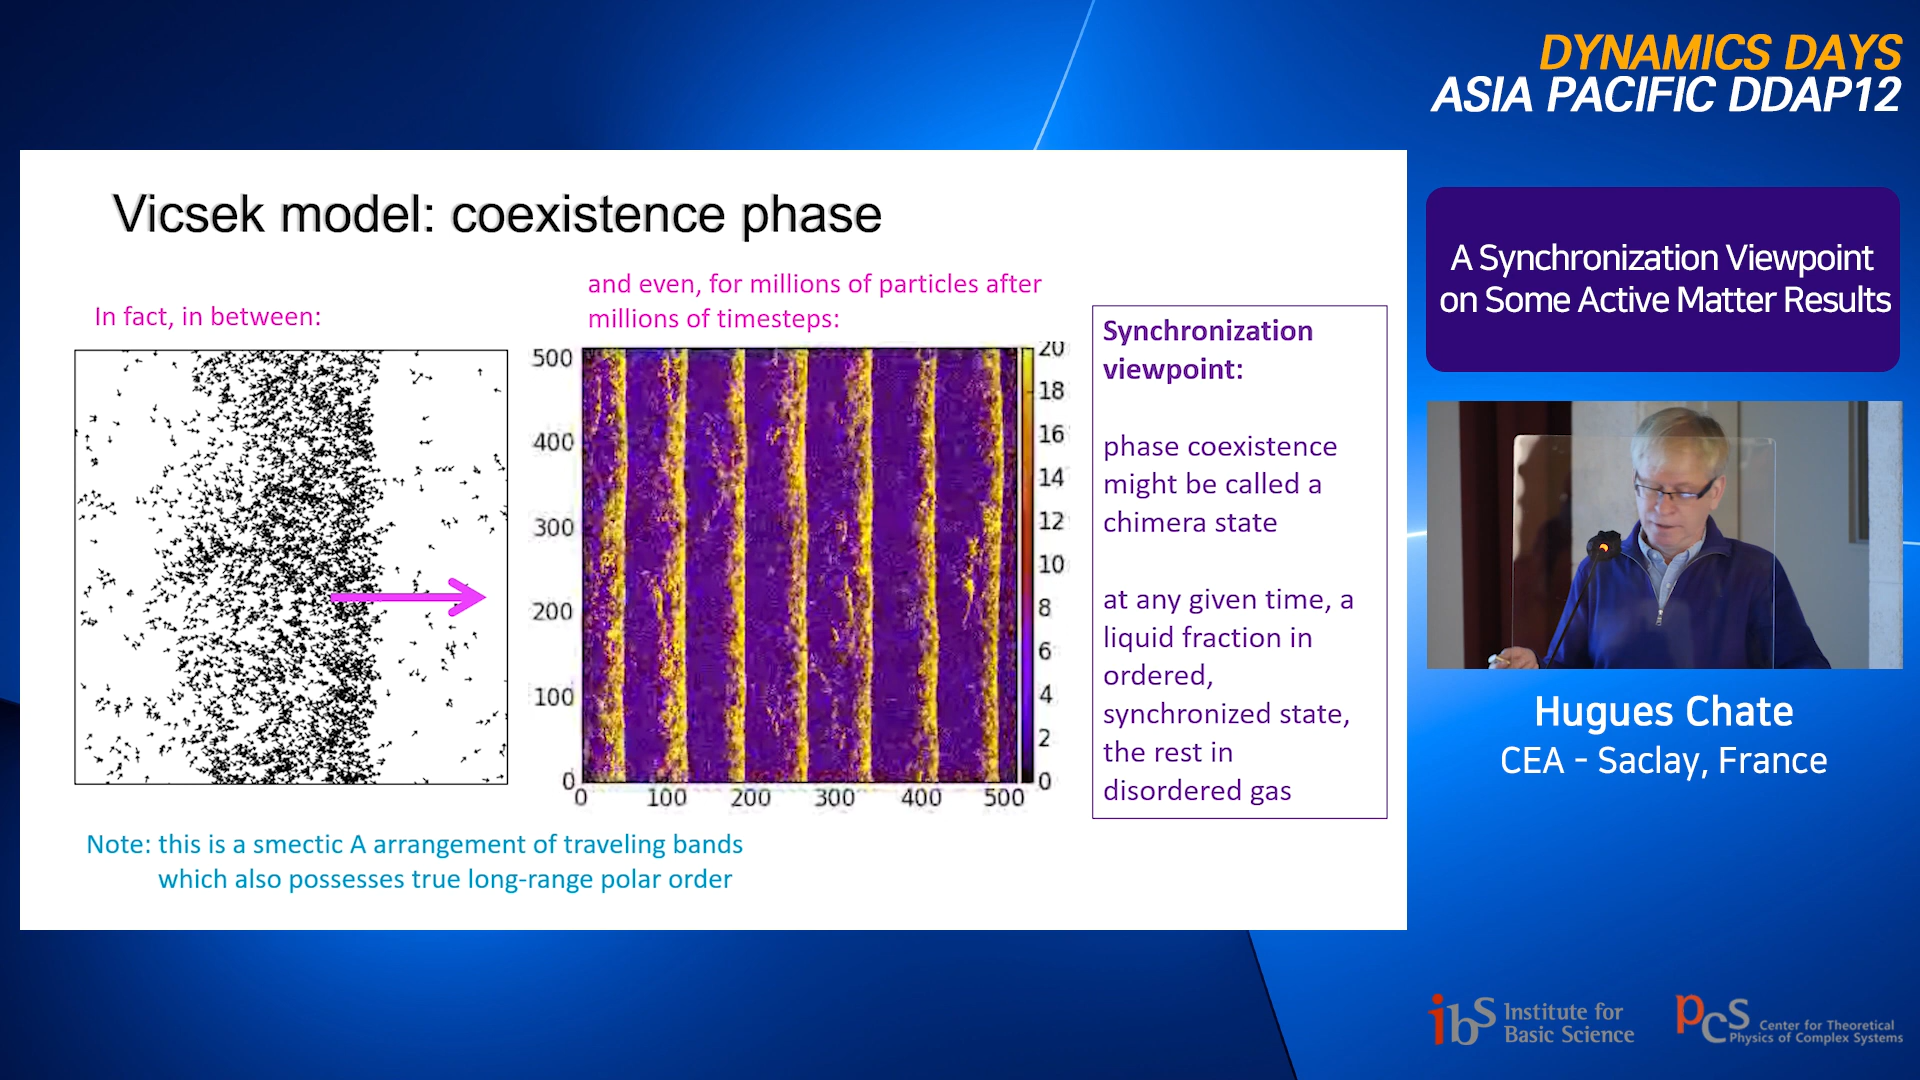 DYNAMICS DAYS
ASIA PACIFIC DDAP12
Vicsek model: coexistence phase
In fact, in between:
and even, for millions of particles after
millions of timesteps:
500
400
300
200
100
0
0 100 200 300 400 500
20
18
16
14
12
10
8
6
4
2
0
Synchronization
viewpoint:
phase coexistence
might be called a
chimera state
at any given time, a
liquid fraction in
ordered,
synchronized state,
the rest in
disordered gas
Note: this is a smectic A arrangement of traveling bands
which also possesses true long-range polar order
A Synchronization Viewpoint
on Some Active Matter Results
Hugues Chate
CEA - Saclay, France
ibs Institute for
Basic Science
PCS Center for Theoretical
Physics of Complex Systems